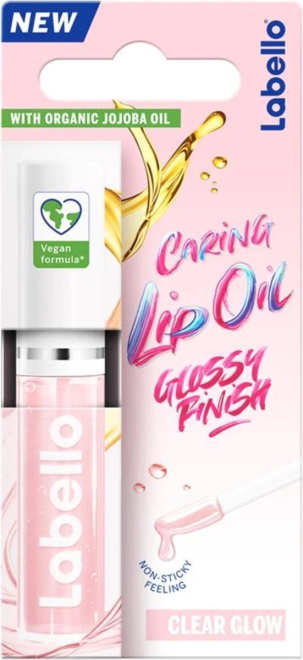 NEW
Labello
WITH ORGANIC JOJOBA OIL
Vegan
formula*
CARING
Lip Oil
GLOSSY
FINISH
Labello
NON-STICKY
FEELING
CLEAR GLOW